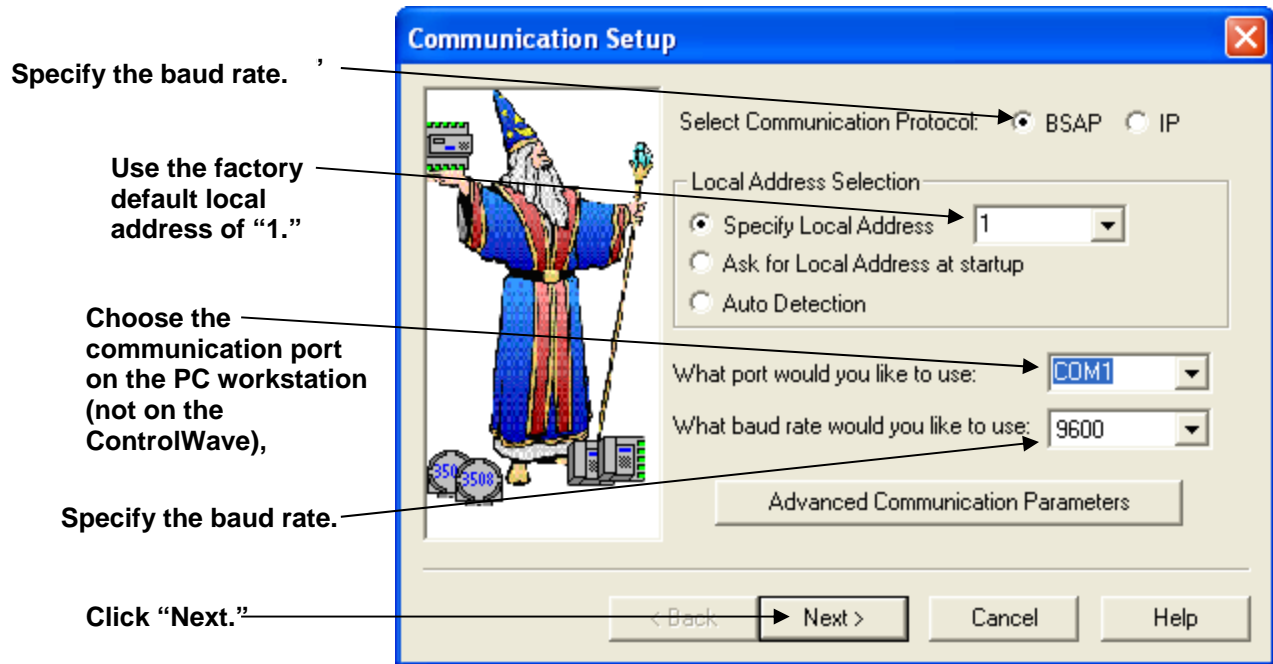 Communication Setup
Specify the baud rate. ’
Select Communication Protocol: BSAP IP
Use the factory
default local
address of “1.”
Local Address Selection
Specify Local Address 1
Ask for Local Address at startup
Auto Detection
Choose the
communication port
on the PC workstation
(not on the
ControlWave),
What port would you like to use: COM1
What baud rate would you like to use: 9600
350 3508
Advanced Communication Parameters
Specify the baud rate.
Click “Next.”
< Back Next > Cancel Help